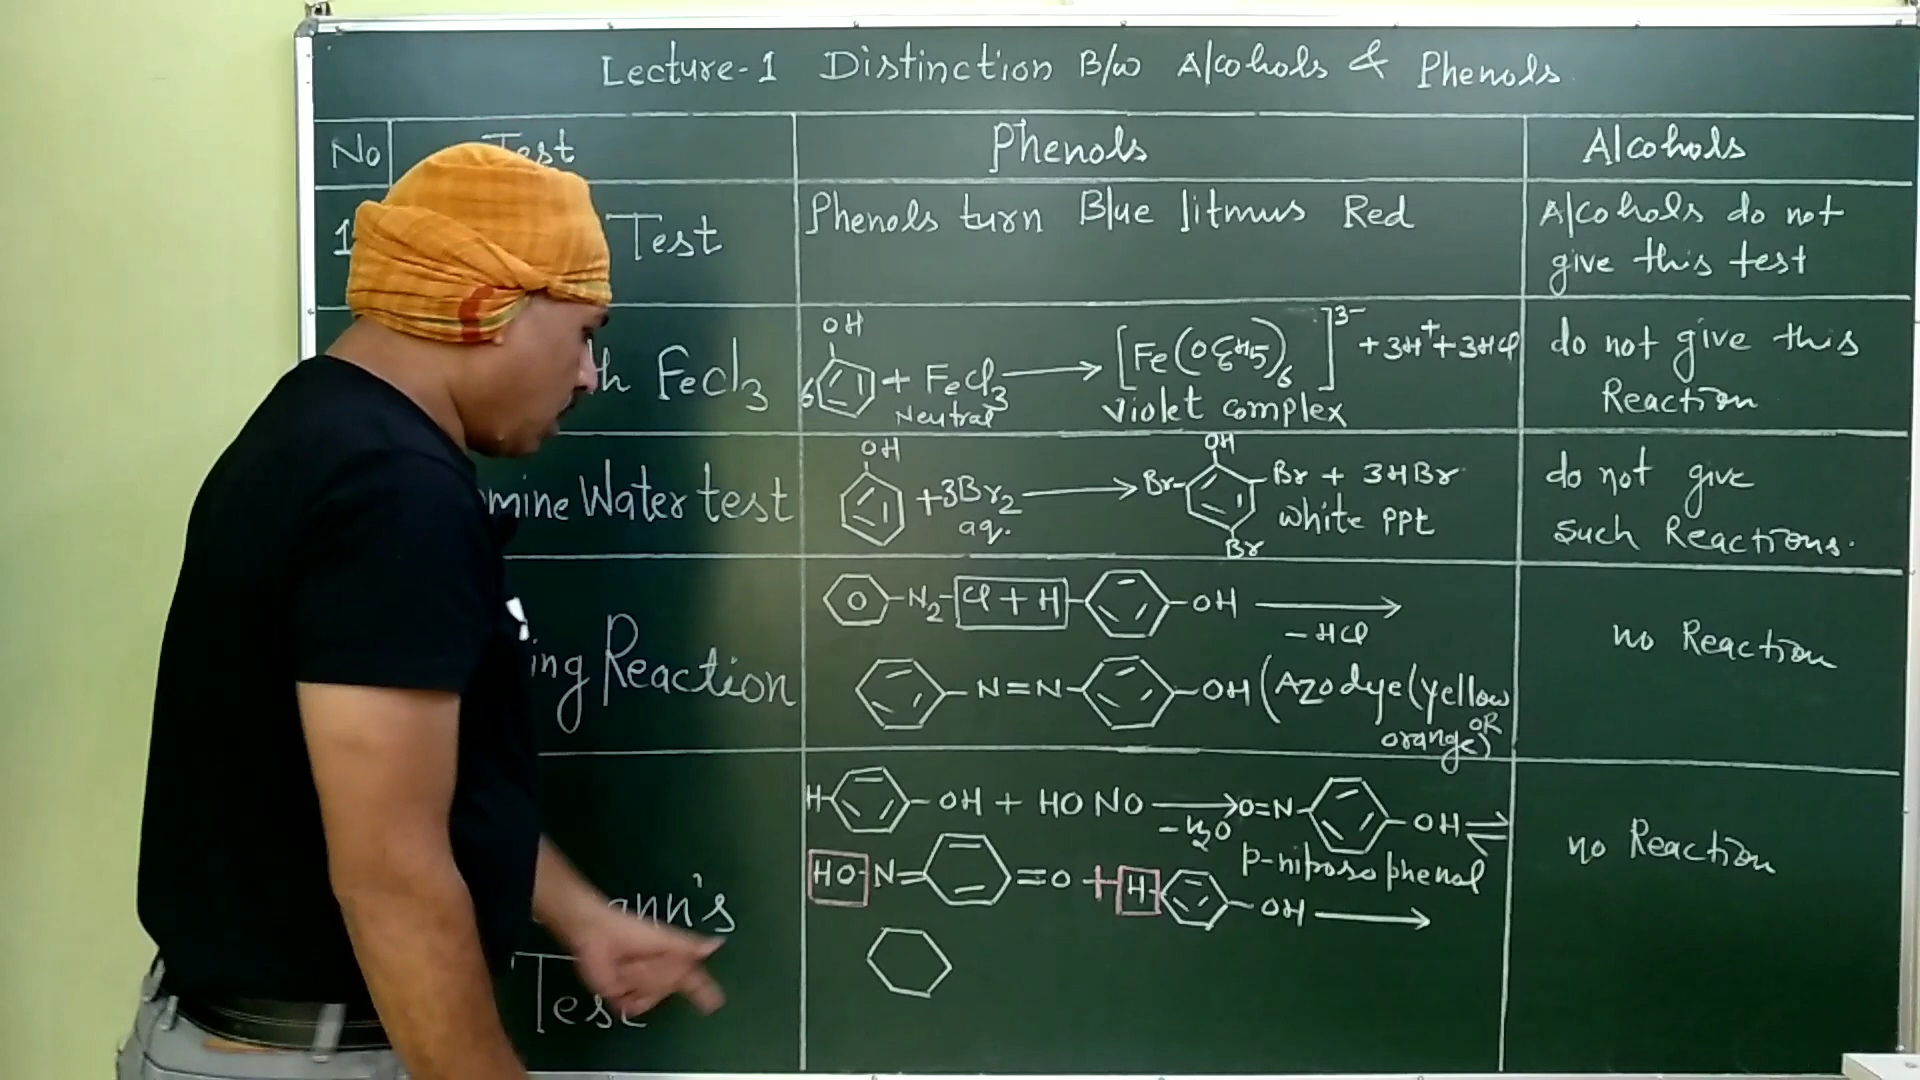 Lecture-1 Distinction B/w Alcohols & Phenols
No Test Phenols Alcohols
1 Test Phenols turn Blue litmus Red Alcohols do not
give this test
OH
6 + FeCl3 → [Fe(OC6H5)6]3- + 3H+ + 3HCl do not give this
FeCl3 Neutral Violet complex Reaction
OH OH
Water test +3Br2 → Br- Br + 3HBr do not give
aq. white ppt such Reactions.
Br
-N2-Cl + H- -OH → no Reaction
-HCl
Reaction -N=N- -OH (Azodye(yellow
OR
orange)
H- -OH + HONO → O=N- -OH ⇌ no Reaction
-H2O
p-nitroso phenol
HO-N= =O + H- -OH →
Test